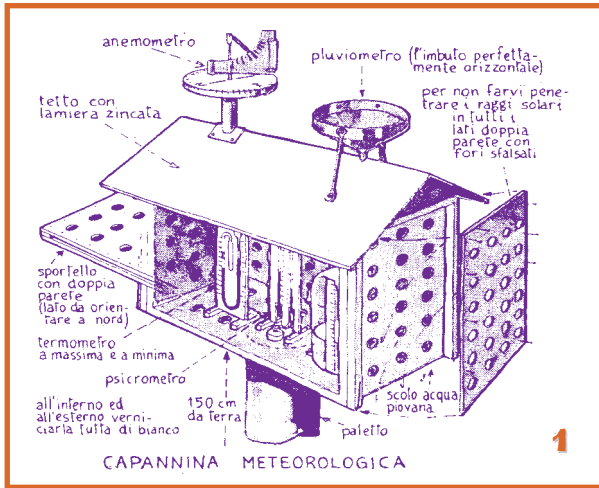 anemometro
pluviometro (l'imbuto perfetta-
mente orizzontale)
tetto con
lamiera zincata
per non farvi pene-
trare i raggi solari
in tutti i
lati doppia
parete con
fori sfalsati
sportello
con doppia
parete
(lato da orien-
tare a nord)
termometro
a massima e a minima
psicrometro
all'interno ed
all'esterno verni-
ciarla tutta di bianco
150 cm
da terra
paletto
scolo acqua
piovana
1
CAPANNINA METEOROLOGICA